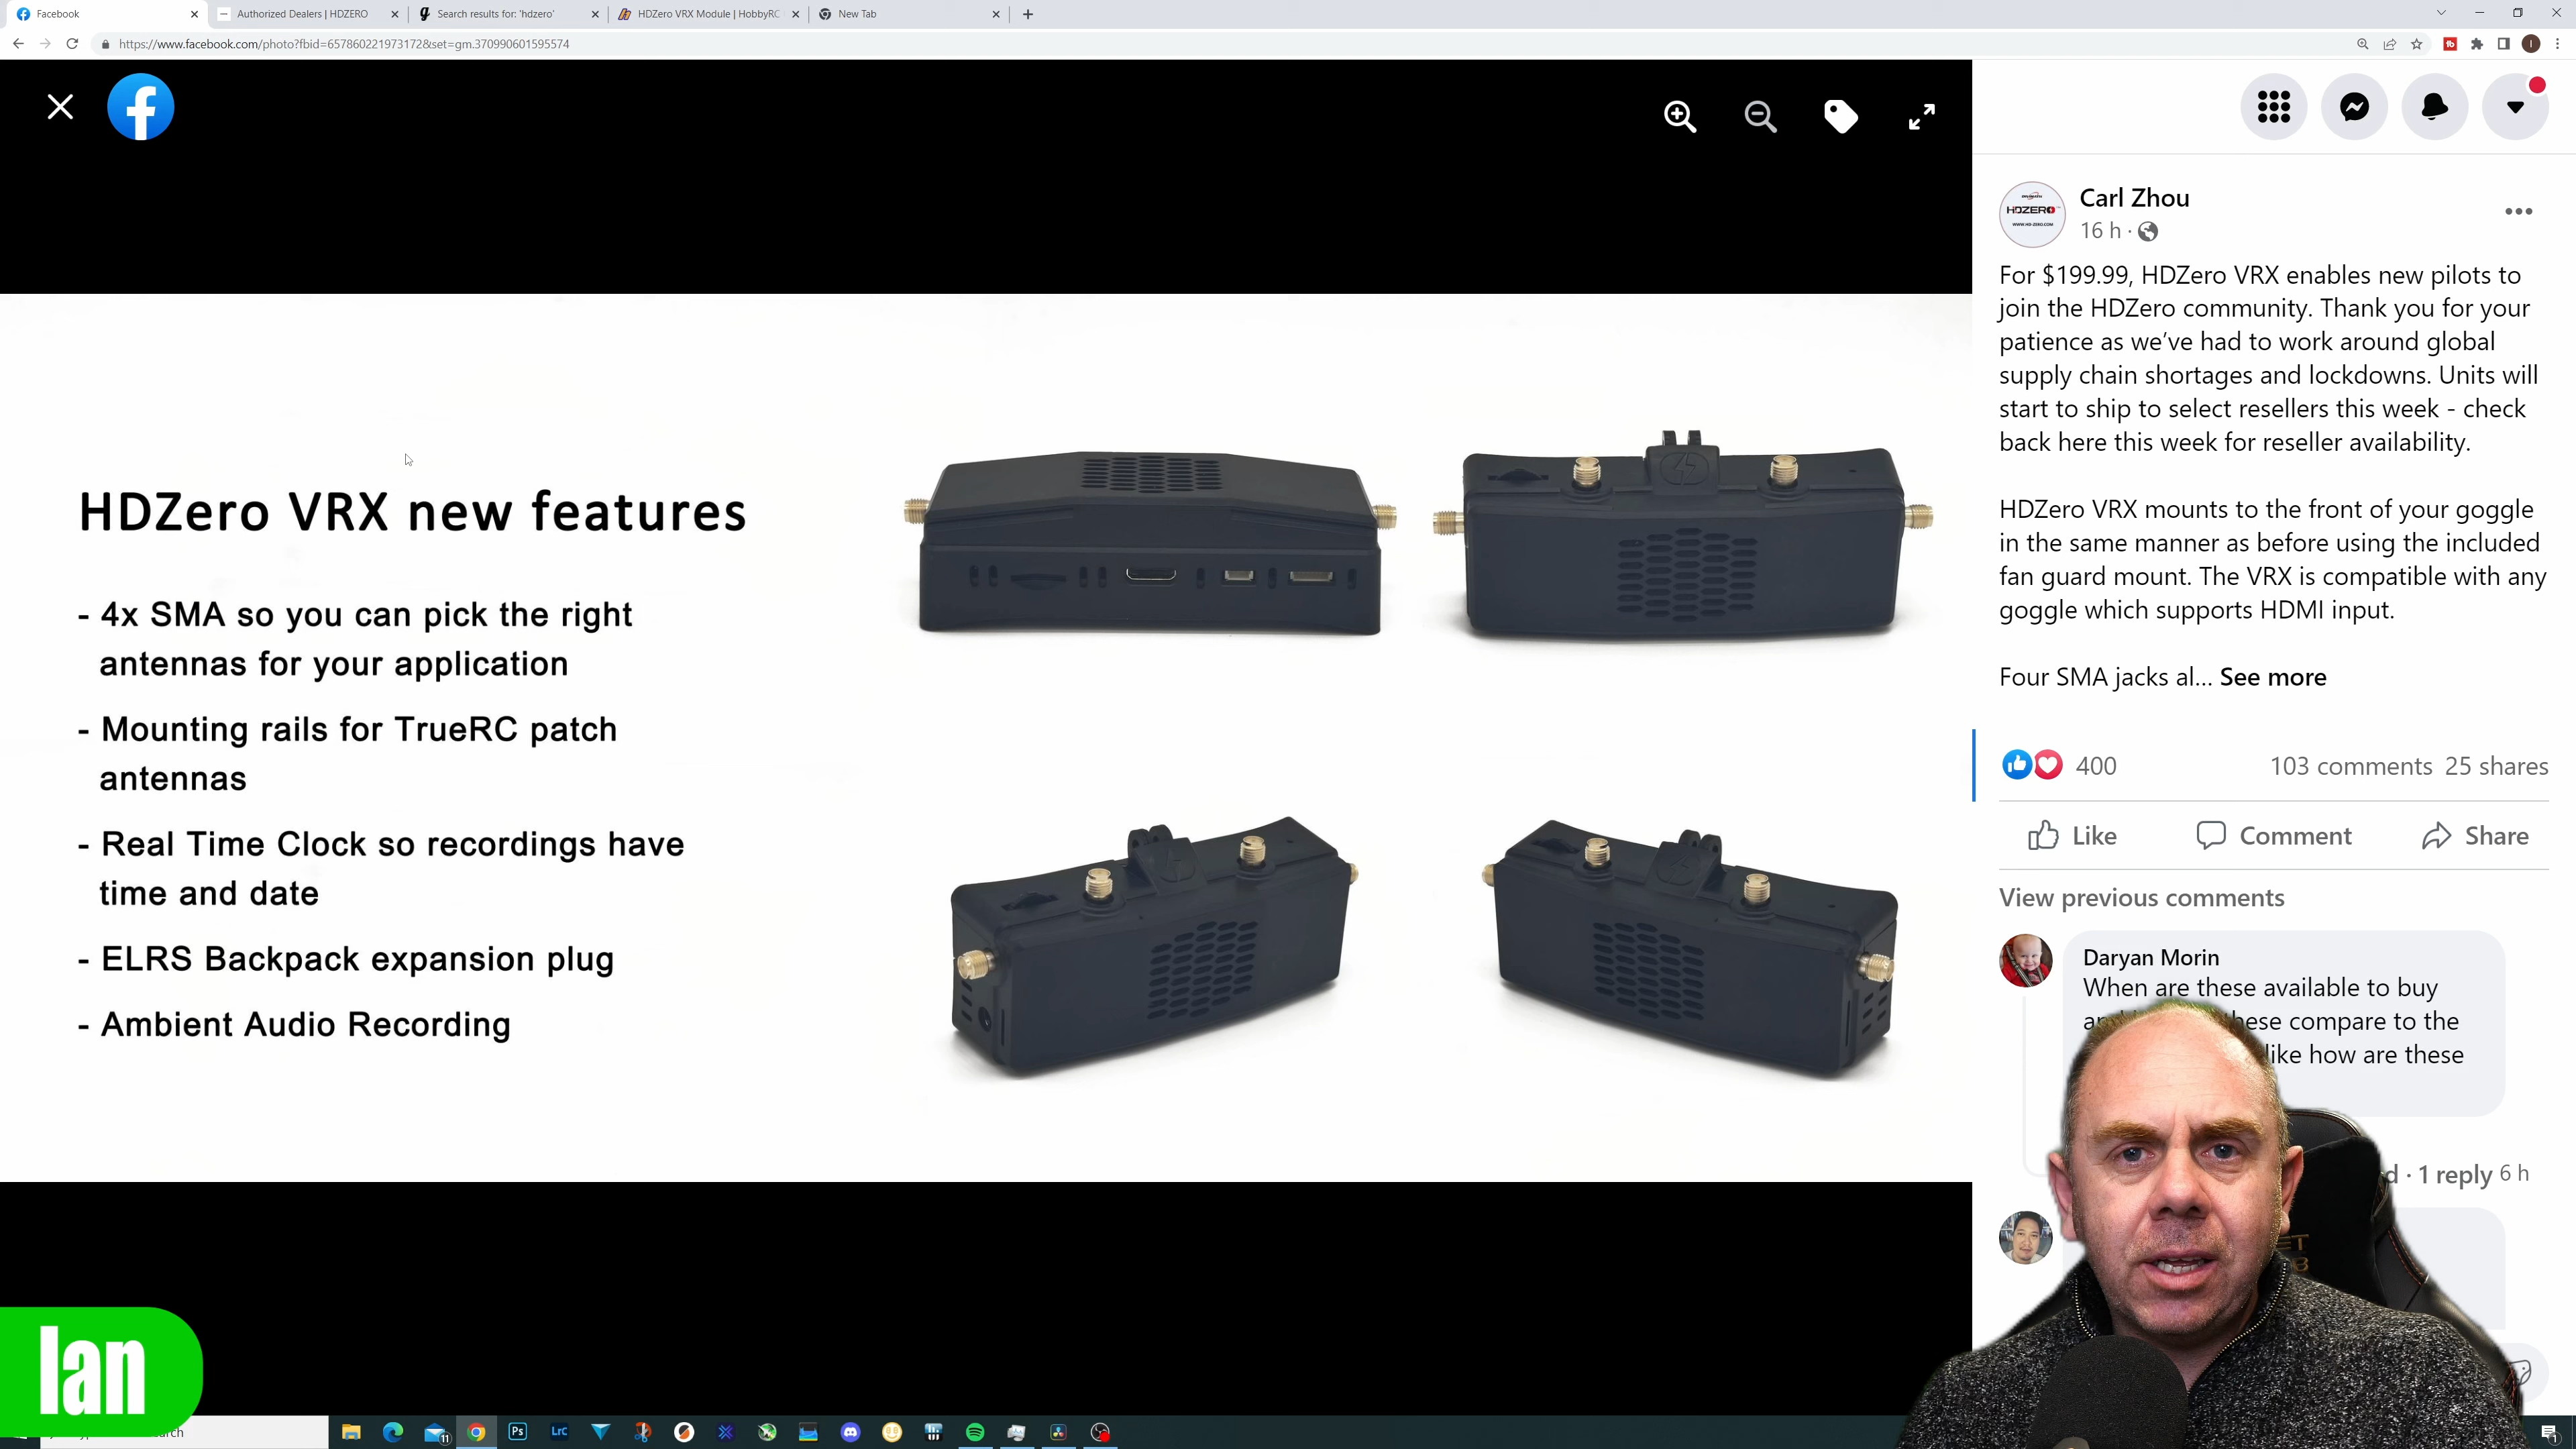 Facebook
Authorized Dealers | HDZERO
Search results for: 'hdzero'
HDZero VRX Module | HobbyRC
New Tab
https://www.facebook.com/photo?fbid=657860221973172&set=gm.370990601595574
HDZero VRX new features
- 4x SMA so you can pick the right
antennas for your application
- Mounting rails for TrueRC patch
antennas
- Real Time Clock so recordings have
time and date
- ELRS Backpack expansion plug
- Ambient Audio Recording
HDZERO
WWW.HD-ZERO.COM
Carl Zhou
16 h ·
For $199.99, HDZero VRX enables new pilots to
join the HDZero community. Thank you for your
patience as we’ve had to work around global
supply chain shortages and lockdowns. Units will
start to ship to select resellers this week - check
back here this week for reseller availability.
HDZero VRX mounts to the front of your goggle
in the same manner as before using the included
fan guard mount. The VRX is compatible with any
goggle which supports HDMI input.
Four SMA jacks al... See more
400
103 comments 25 shares
Like
Comment
Share
View previous comments
Daryan Morin
When are these available to buy
these compare to the
like how are these
· 1 reply 6 h
Ian
Ps
Lrc
11